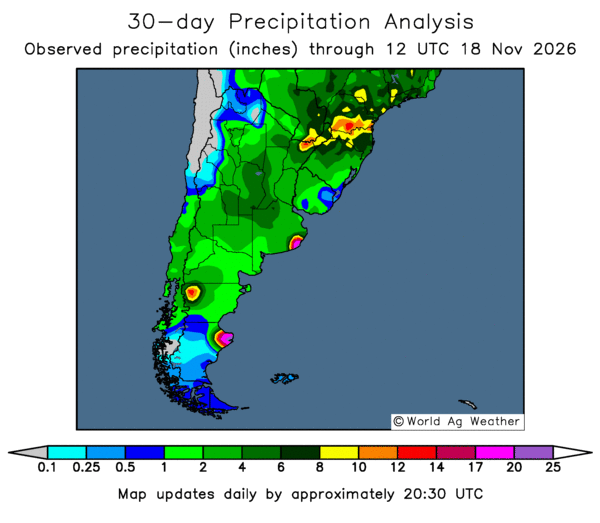 30-day Precipitation Analysis
Observed precipitation (inches) through 12 UTC 18 Nov 2026
©World Ag Weather
0.1 0.25 0.5 1 2 4 6 8 10 12 14 17 20 25
Map updates daily by approximately 20:30 UTC